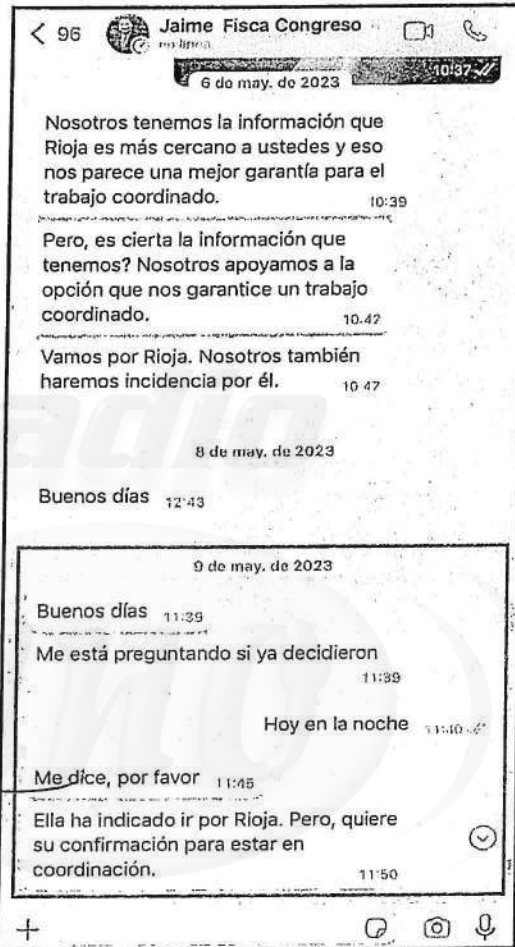 96 Jaime Fisca Congreso
en línea
10:37
6 de may. de 2023
Nosotros tenemos la información que
Rioja es más cercano a ustedes y eso
nos parece una mejor garantía para el
trabajo coordinado.
10:39
Pero, es cierta la información que
tenemos? Nosotros apoyamos a la
opción que nos garantice un trabajo
coordinado.
10:42
Vamos por Rioja. Nosotros también
haremos incidencia por él.
10:47
8 de may. de 2023
Buenos días 12:43
9 de may. de 2023
Buenos días 11:39
Me está preguntando si ya decidieron
11:39
Hoy en la noche 11:40
Me dice, por favor 11:45
Ella ha indicado ir por Rioja. Pero, quiere
su confirmación para estar en
coordinación.
11:50